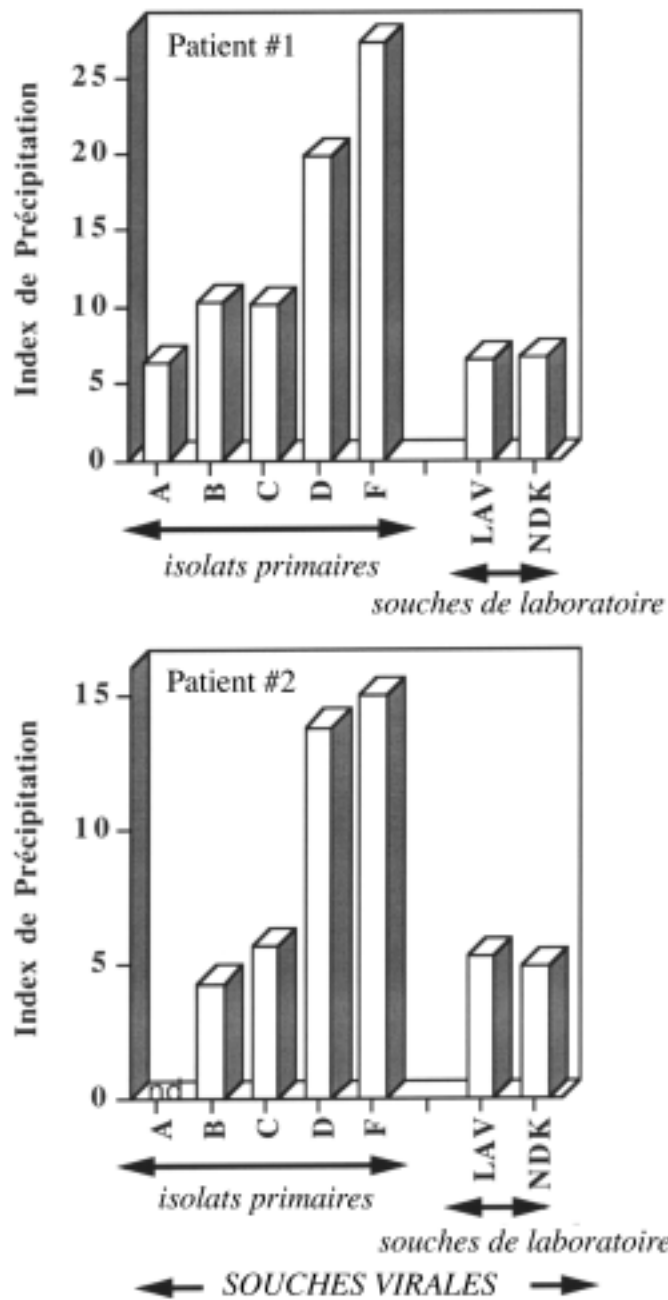 Patient #1
Index de Précipitation
25
20
15
10
5
0
A B C D F LAV NDK
isolats primaires
souches de laboratoire
Patient #2
Index de Précipitation
15
10
5
0
nd
A B C D F LAV NDK
isolats primaires
souches de laboratoire
SOUCHES VIRALES